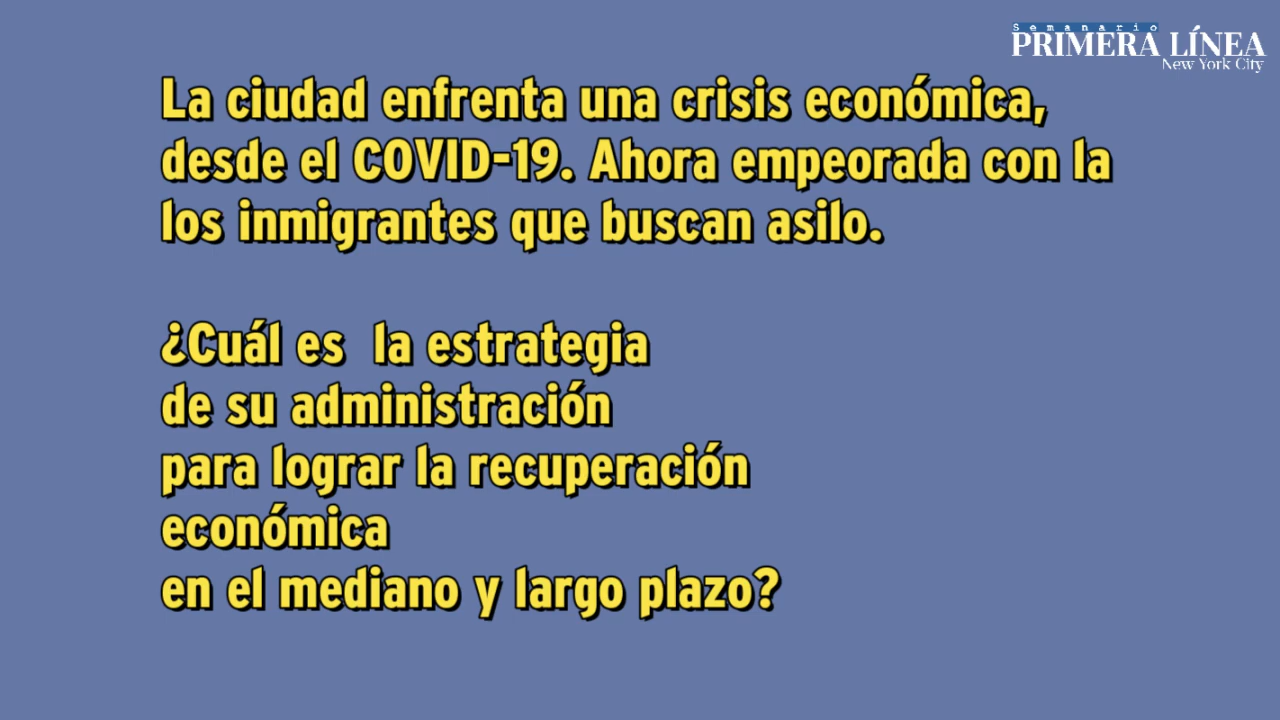 Semanario
PRIMERA LÍNEA
New York City
La ciudad enfrenta una crisis económica,
desde el COVID-19. Ahora empeorada con la
los inmigrantes que buscan asilo.
¿Cuál es  la estrategia
de su administración
para lograr la recuperación
económica
en el mediano y largo plazo?